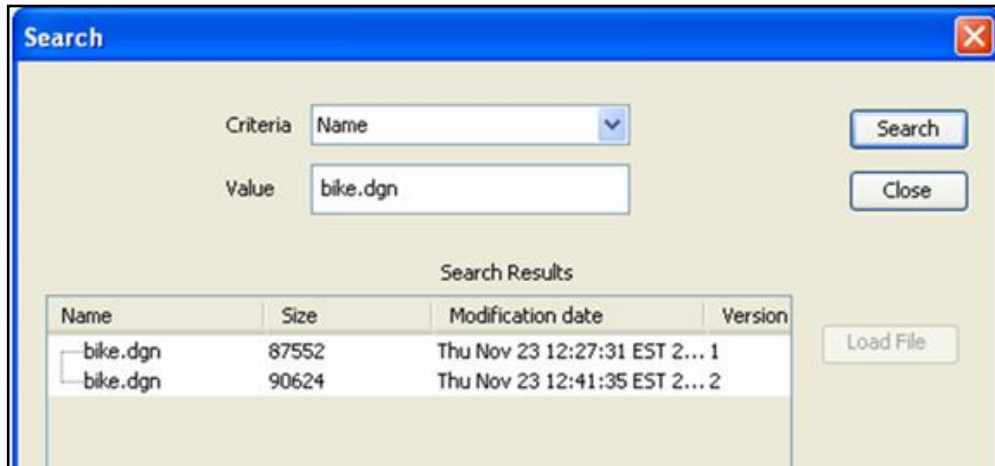 Search
Criteria Name Search
Value bike.dgn Close
Search Results
Name Size Modification date Version
bike.dgn 87552 Thu Nov 23 12:27:31 EST 2... 1
Load File
bike.dgn 90624 Thu Nov 23 12:41:35 EST 2... 2